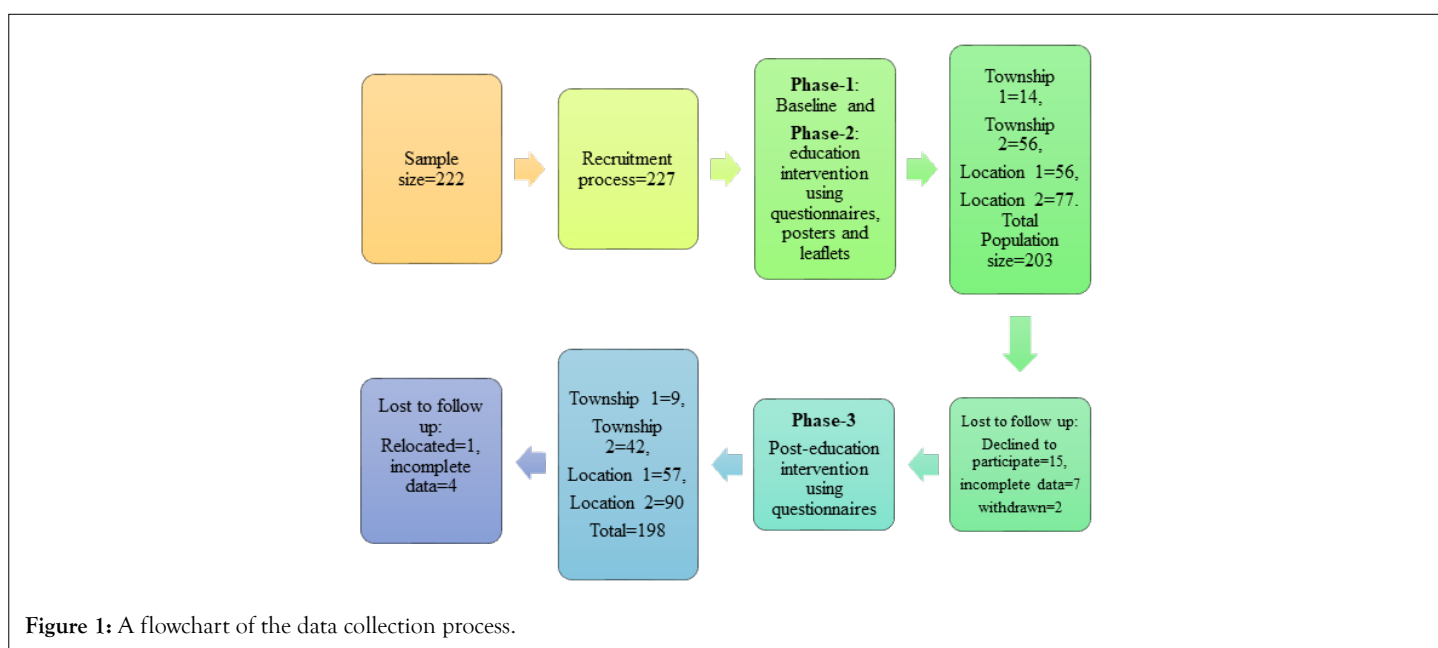 Sample
size=222
Recruitment
process=227
Phase-1:
Baseline and
Phase-2:
education
intervention
using
questionnaires,
posters and
leaflets
Township
1=14,
Township
2=56,
Location 1=56,
Location 2=77.
Total
Population
size=203
Lost to follow up:
Declined to
participate=15,
incomplete data=7
withdrawn=2
Phase-3
Post-education
intervention
using
questionnaires
Township 1=9,
Township
2=42,
Location 1=57,
Location 2=90
Total=198
Lost to follow
up:
Relocated=1,
incomplete
data=4
Figure 1: A flowchart of the data collection process.